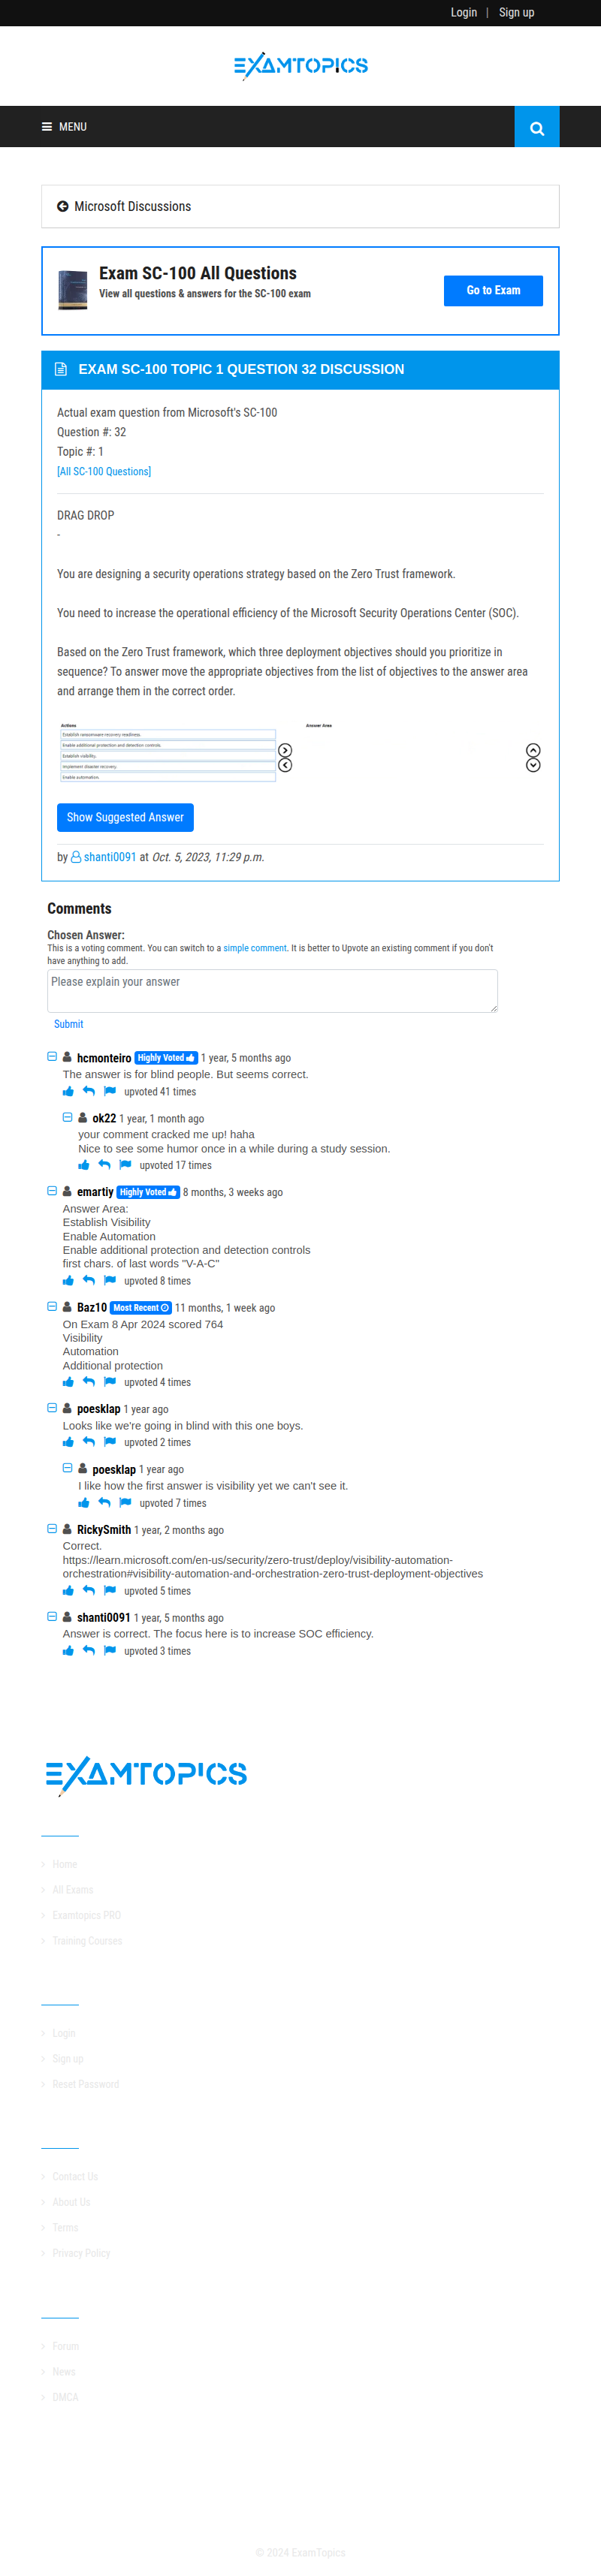 Login | Sign up
EXAMTOPICS
MENU
Microsoft Discussions
Exam SC-100 All Questions
View all questions & answers for the SC-100 exam
Go to Exam
EXAM SC-100 TOPIC 1 QUESTION 32 DISCUSSION
Actual exam question from Microsoft's SC-100
Question #: 32
Topic #: 1
[All SC-100 Questions]
DRAG DROP
-
You are designing a security operations strategy based on the Zero Trust framework.
You need to increase the operational efficiency of the Microsoft Security Operations Center (SOC).
Based on the Zero Trust framework, which three deployment objectives should you prioritize in
sequence? To answer move the appropriate objectives from the list of objectives to the answer area
and arrange them in the correct order.
Actions
Answer Area
Establish ransomware recovery readiness.
Enable additional protection and detection controls.
Establish visibility.
Implement disaster recovery.
Enable automation.
Show Suggested Answer
by shanti0091 at Oct. 5, 2023, 11:29 p.m.
Comments
Chosen Answer:
This is a voting comment. You can switch to a simple comment. It is better to Upvote an existing comment if you don't
have anything to add.
Please explain your answer
Submit
hcmonteiro Highly Voted 1 year, 5 months ago
The answer is for blind people. But seems correct.
upvoted 41 times
ok22 1 year, 1 month ago
your comment cracked me up! haha
Nice to see some humor once in a while during a study session.
upvoted 17 times
emartiy Highly Voted 8 months, 3 weeks ago
Answer Area:
Establish Visibility
Enable Automation
Enable additional protection and detection controls
first chars. of last words "V-A-C"
upvoted 8 times
Baz10 Most Recent 11 months, 1 week ago
On Exam 8 Apr 2024 scored 764
Visibility
Automation
Additional protection
upvoted 4 times
poesklap 1 year ago
Looks like we're going in blind with this one boys.
upvoted 2 times
poesklap 1 year ago
I like how the first answer is visibility yet we can't see it.
upvoted 7 times
RickySmith 1 year, 2 months ago
Correct.
https://learn.microsoft.com/en-us/security/zero-trust/deploy/visibility-automation-
orchestration#visibility-automation-and-orchestration-zero-trust-deployment-objectives
upvoted 5 times
shanti0091 1 year, 5 months ago
Answer is correct. The focus here is to increase SOC efficiency.
upvoted 3 times
EXAMTOPICS
Home
All Exams
Examtopics PRO
Training Courses
Login
Sign up
Reset Password
Contact Us
About Us
Terms
Privacy Policy
Forum
News
DMCA
© 2024 ExamTopics